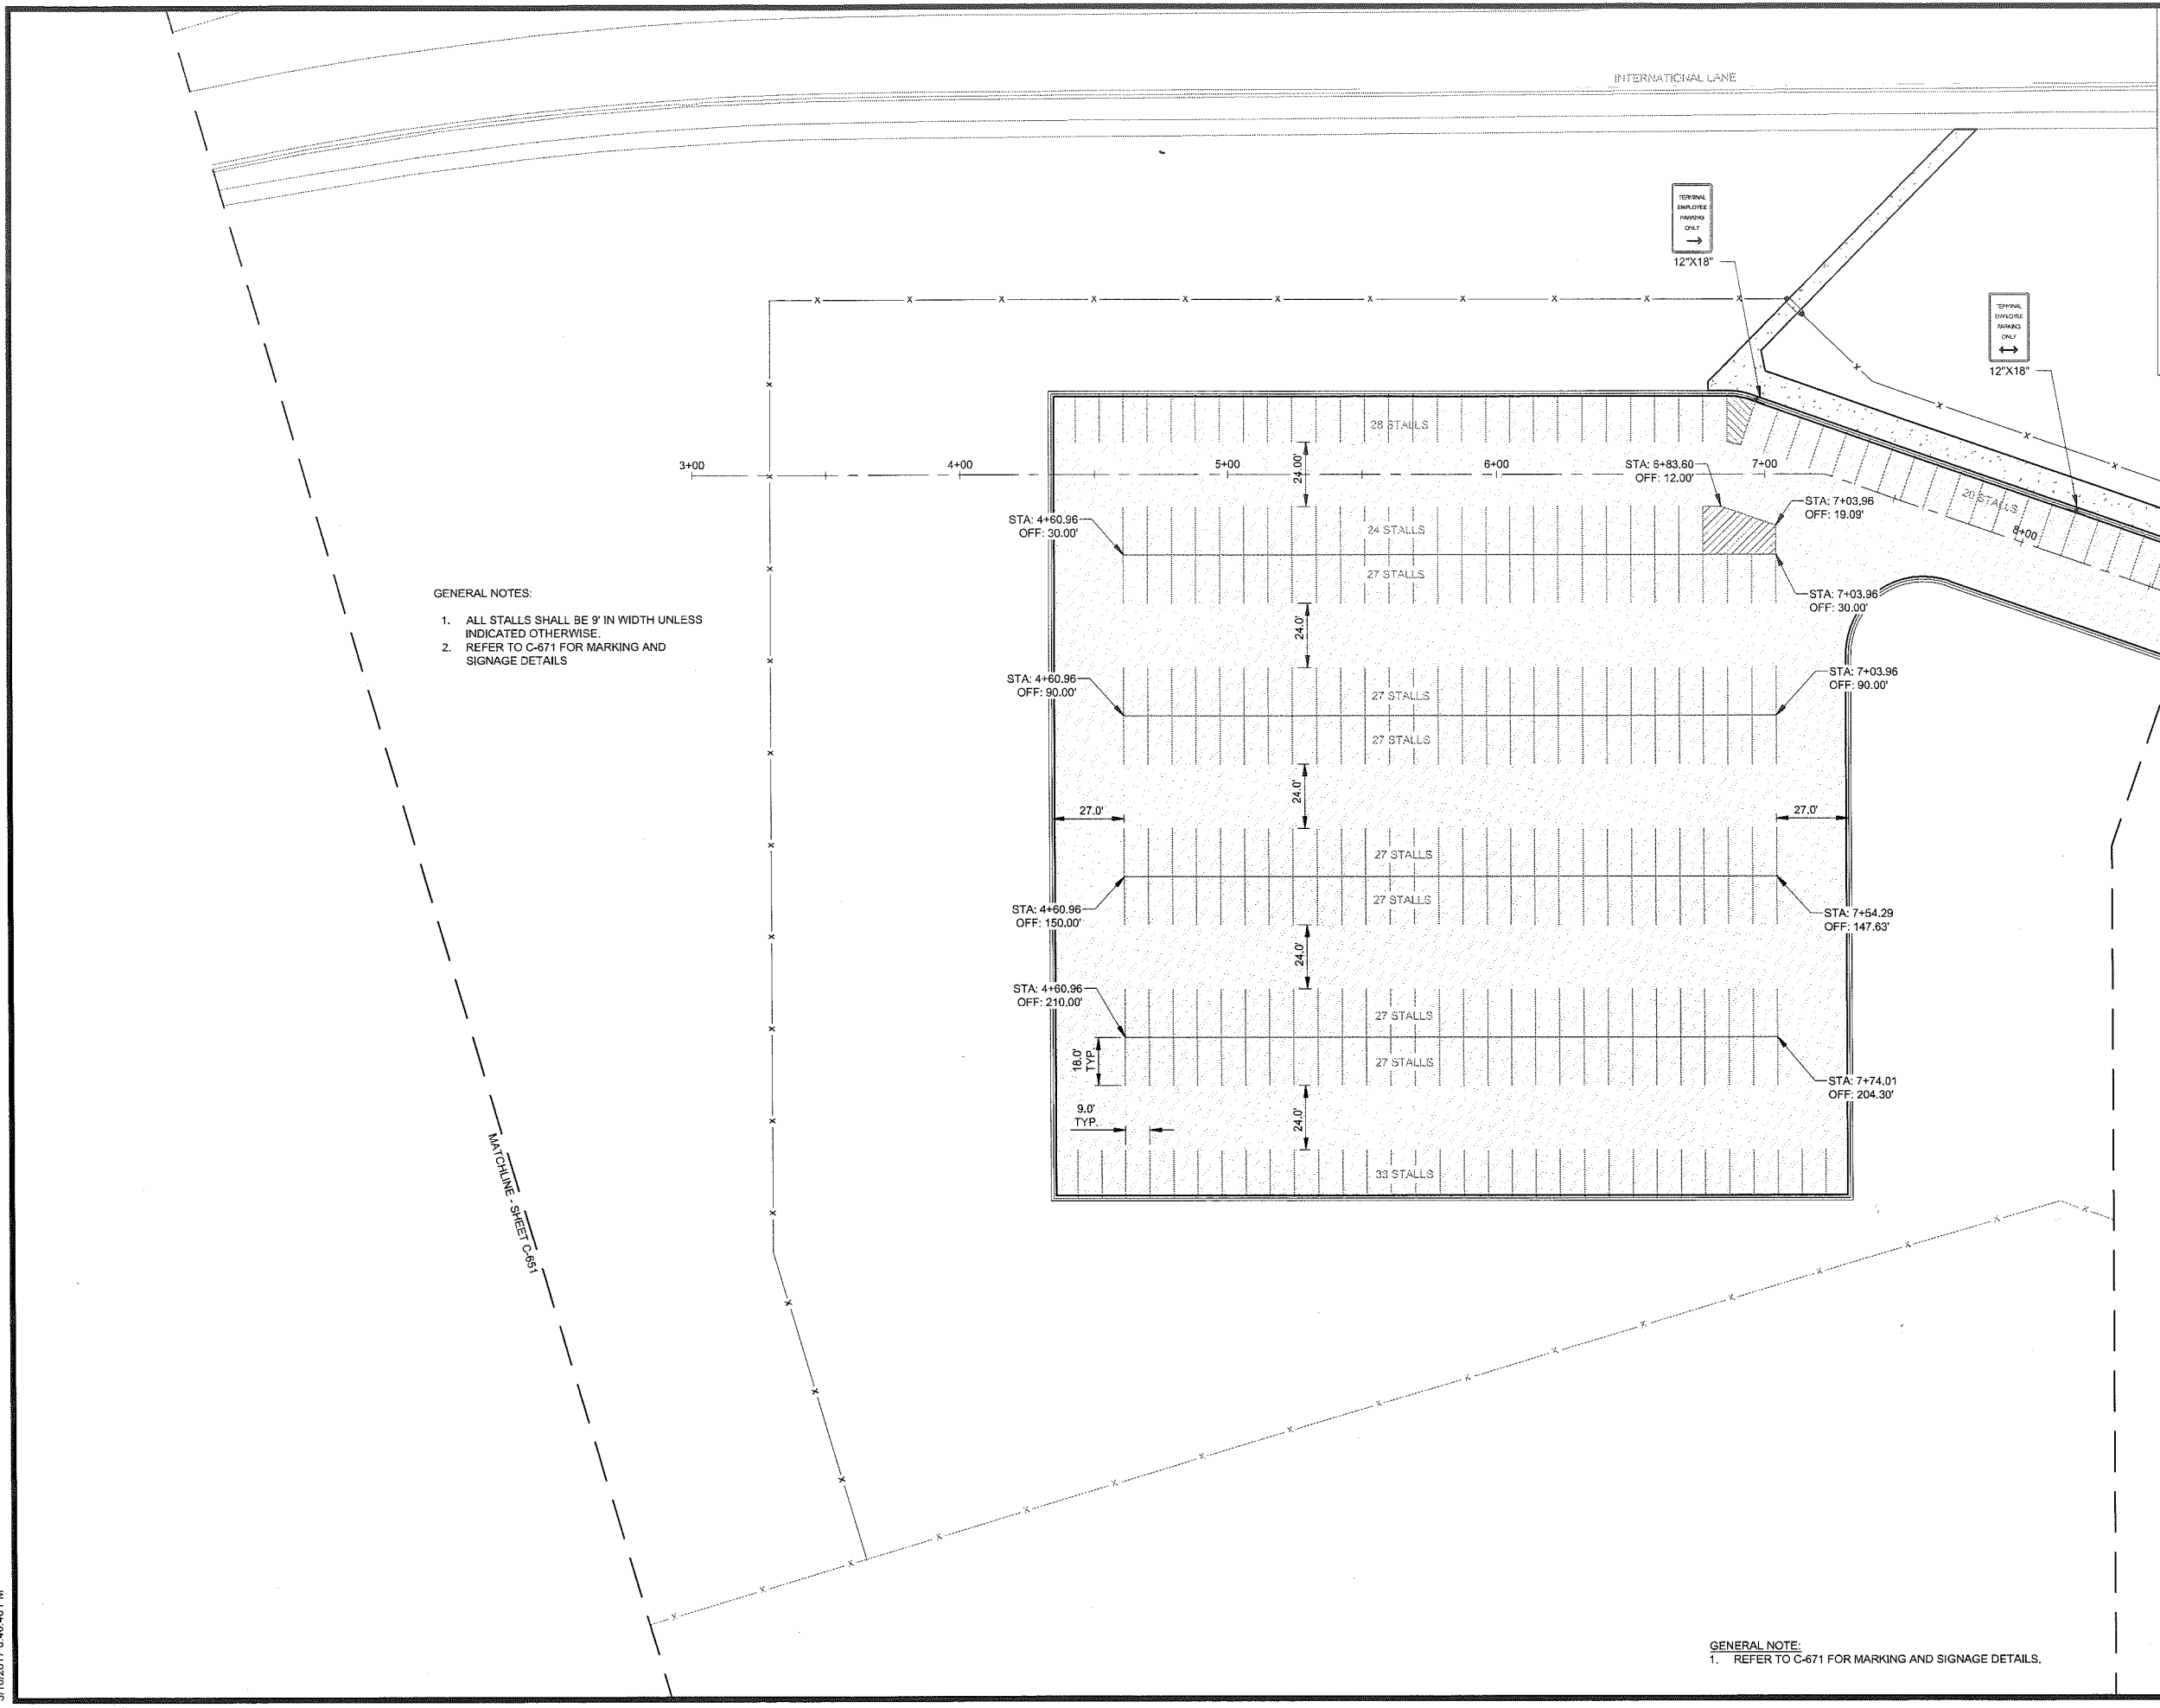 INTERNATIONAL LANE
TERMINAL
EMPLOYEE
PARKING
ONLY
12"X18"
TERMINAL
EMPLOYEE
PARKING
ONLY
12"X18"
28 STALLS
3+00
4+00
5+00
6+00
7+00
8+00
24.00'
STA: 6+83.60
OFF: 12.00'
STA: 7+03.96
OFF: 19.09'
20 STALLS
STA: 4+60.96
OFF: 30.00'
24 STALLS
27 STALLS
STA: 7+03.96
OFF: 30.00'
GENERAL NOTES:
1. ALL STALLS SHALL BE 9' IN WIDTH UNLESS
INDICATED OTHERWISE.
2. REFER TO C-671 FOR MARKING AND
SIGNAGE DETAILS
24.0'
STA: 4+60.96
OFF: 90.00'
27 STALLS
27 STALLS
STA: 7+03.96
OFF: 90.00'
24.0'
27.0'
27.0'
27 STALLS
27 STALLS
STA: 4+60.96
OFF: 150.00'
STA: 7+54.29
OFF: 147.63'
24.0'
STA: 4+60.96
OFF: 210.00'
27 STALLS
27 STALLS
18.0'
TYP.
STA: 7+74.01
OFF: 204.30'
9.0'
TYP.
24.0'
33 STALLS
MATCHLINE - SHEET C-651
GENERAL NOTE:
1. REFER TO C-671 FOR MARKING AND SIGNAGE DETAILS.